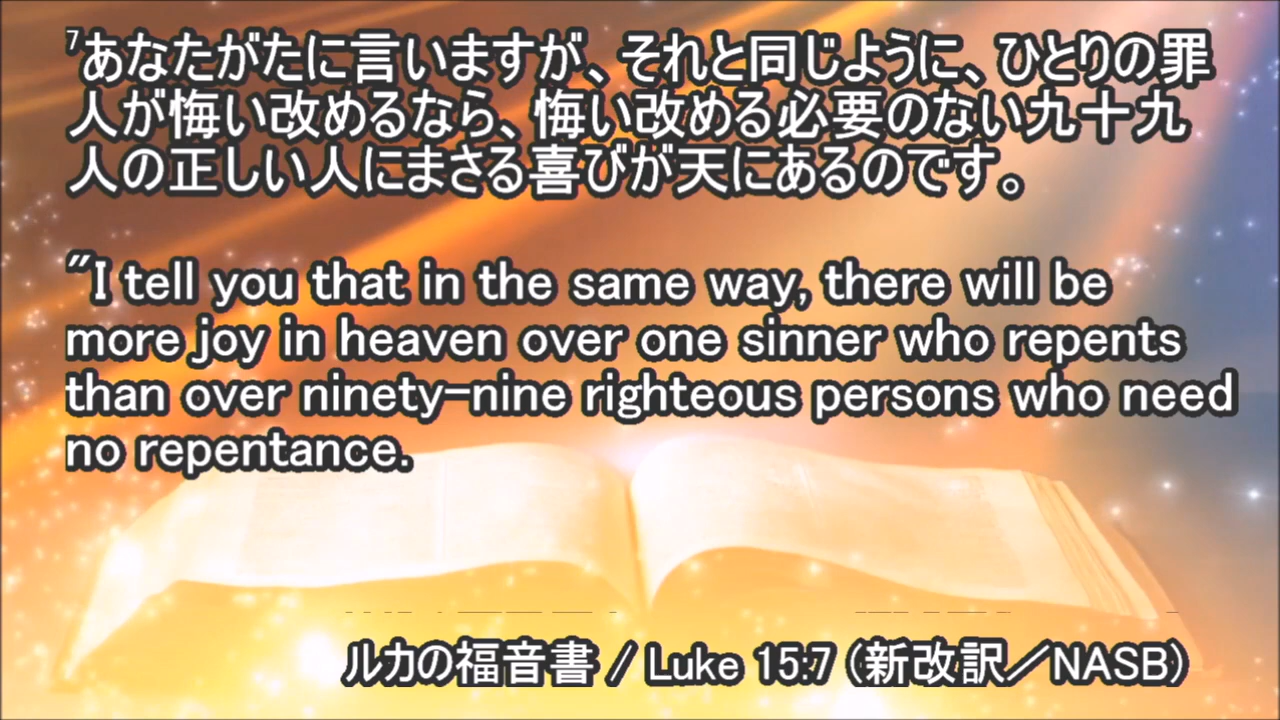 7あなたがたに言いますが、それと同じように、ひとりの罪
人が悔い改めるなら、悔い改める必要のない九十九
人の正しい人にまさる喜びが天にあるのです。
"I tell you that in the same way, there will be
more joy in heaven over one sinner who repents
than over ninety-nine righteous persons who need
no repentance.
ルカの福音書 / Luke 15:7 (新改訳／NASB)